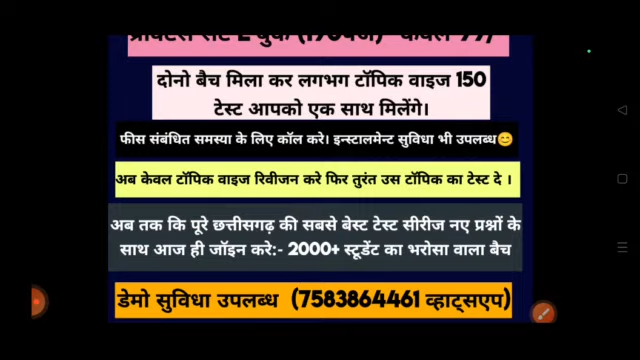 दोनो बैच मिला कर लगभग टॉपिक वाइज 150
टेस्ट आपको एक साथ मिलेंगे।
फीस संबंधित समस्या के लिए कॉल करे। इन्स्टालमेन्ट सुविधा भी उपलब्ध😊
अब केवल टॉपिक वाइज रिवीजन करे फिर तुरंत उस टॉपिक का टेस्ट दे ।
अब तक कि पूरे छत्तीसगढ़ की सबसे बेस्ट टेस्ट सीरीज नए प्रश्नों के
साथ आज ही जॉइन करे:- 2000+ स्टूडेंट का भरोसा वाला बैच
डेमो सुविधा उपलब्ध (7583864461 व्हाट्सएप)